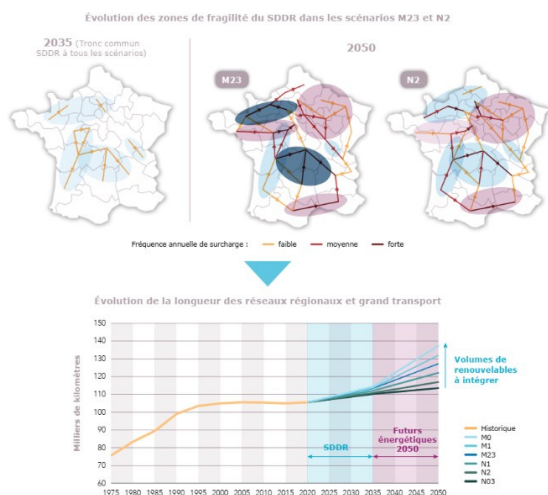 Évolution des zones de fragilité du SDDR dans les scénarios M23 et N2
2035 (Tronc commun
SDDR à tous les scénarios)
2050
M23
N2
Fréquence annuelle de surcharge :
faible
moyenne
forte
Évolution de la longueur des réseaux régionaux et grand transport
Milliers de kilomètres
150
140
130
120
110
100
90
80
70
60
1975 1980 1985 1990 1995 2000 2005 2010 2015 2020 2025 2030 2035 2040 2045 2050
SDDR
Futurs
énergétiques
2050
Volumes de
renouvelables
à intégrer
Historique
M0
M1
M23
N1
N2
N03